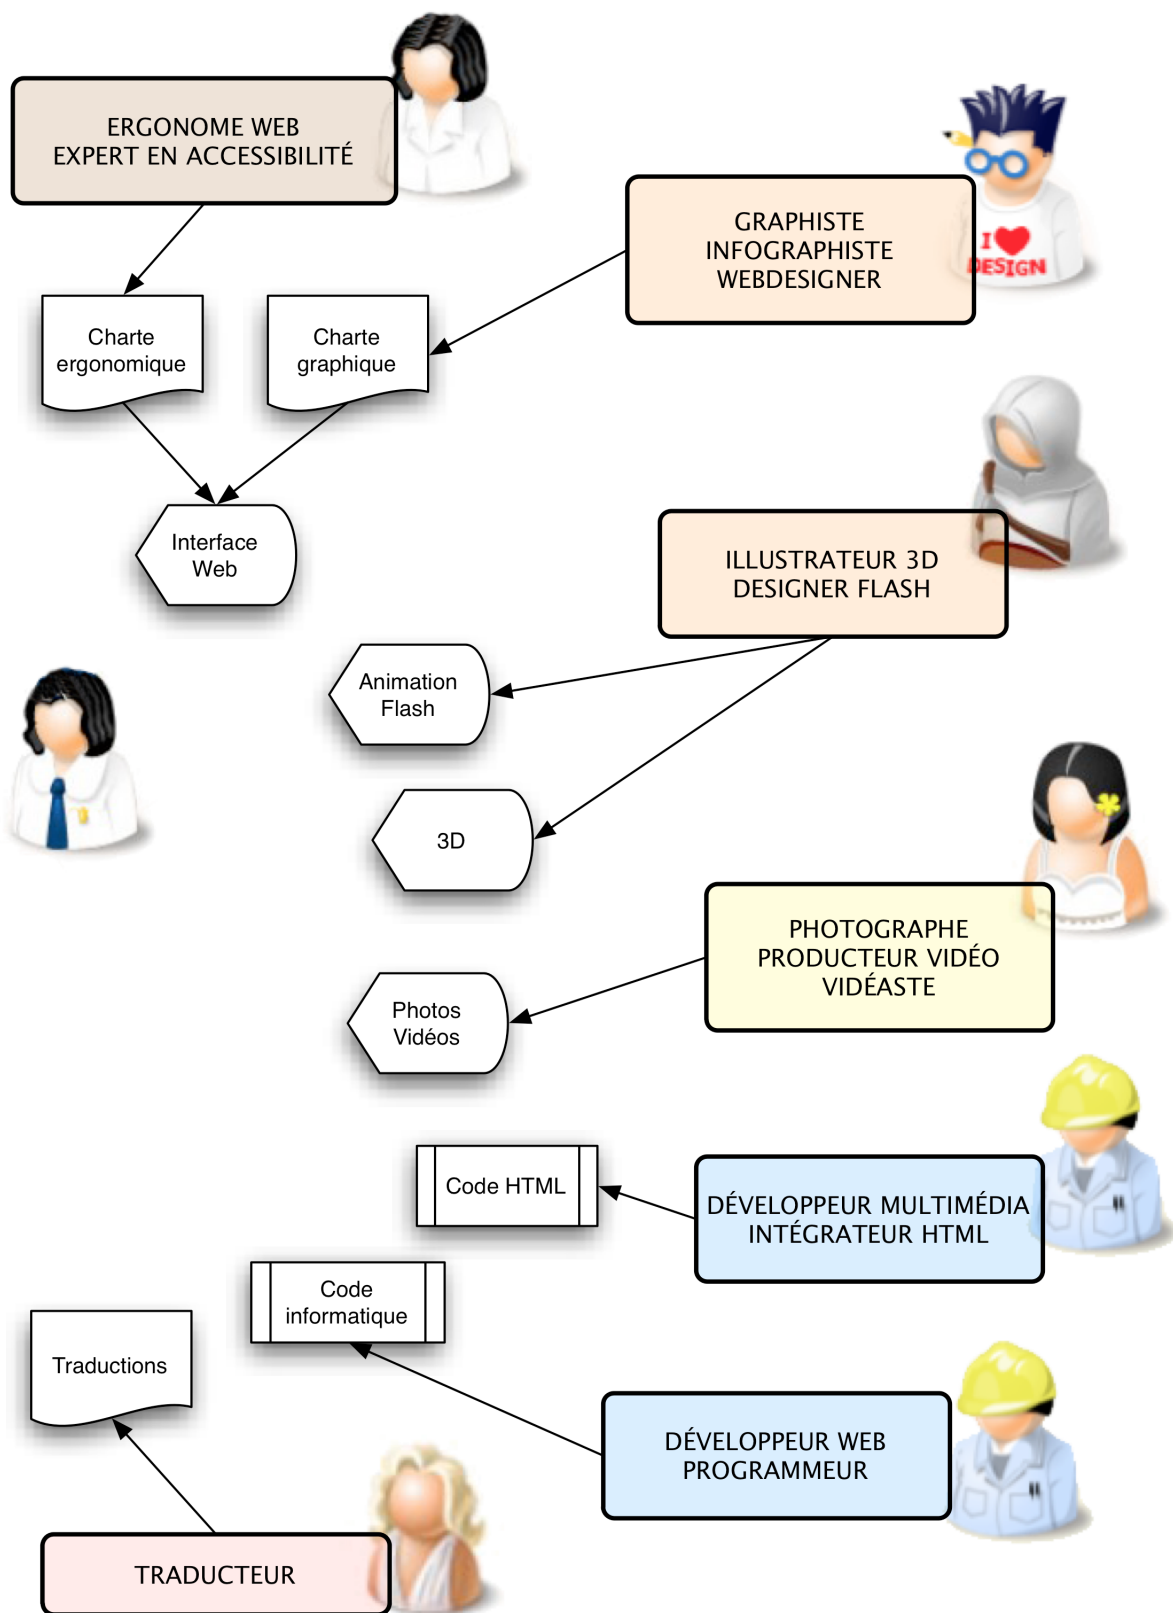 ERGONOME WEB
EXPERT EN ACCESSIBILITÉ
GRAPHISTE
INFOGRAPHISTE
WEBDESIGNER
I
DESIGN
Charte
ergonomique
Charte
graphique
Interface
Web
ILLUSTRATEUR 3D
DESIGNER FLASH
Animation
Flash
3D
PHOTOGRAPHE
PRODUCTEUR VIDÉO
VIDÉASTE
Photos
Vidéos
Code HTML
DÉVELOPPEUR MULTIMÉDIA
INTÉGRATEUR HTML
Code
informatique
Traductions
DÉVELOPPEUR WEB
PROGRAMMEUR
TRADUCTEUR